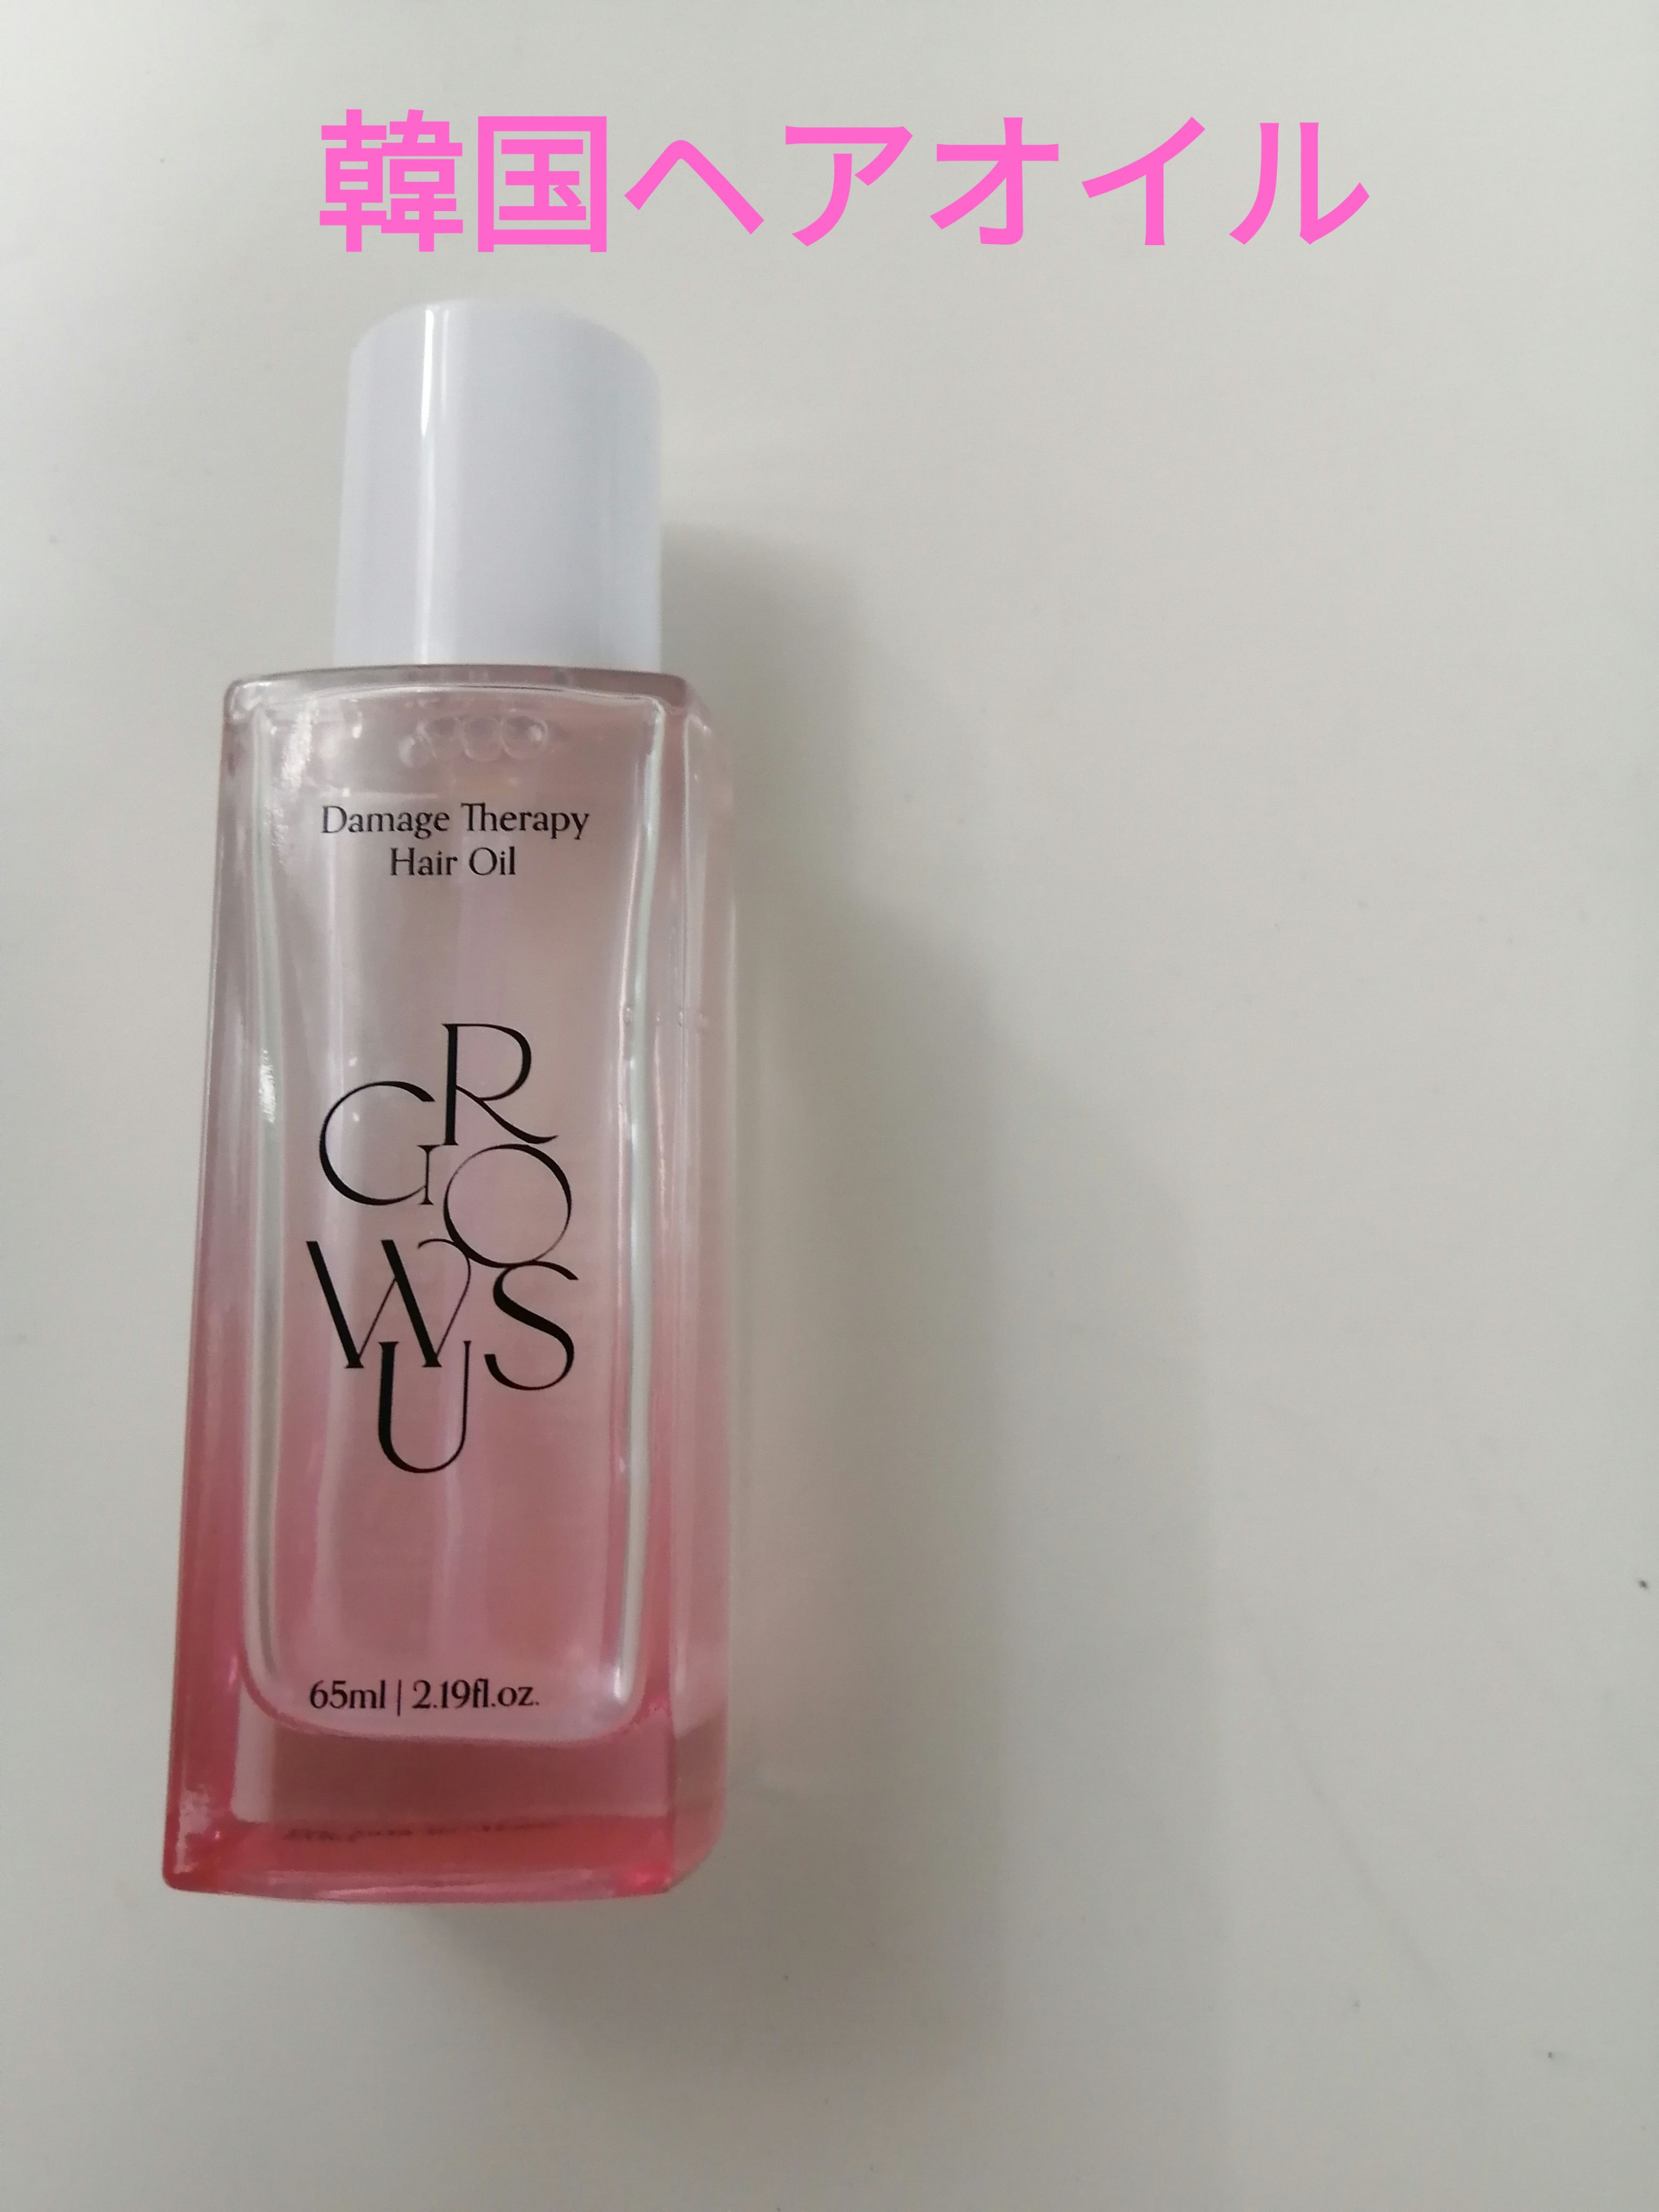 韓国ヘアオイル
Damage Therapy
Hair Oil
GROWUS
65ml | 2.19fl.oz.